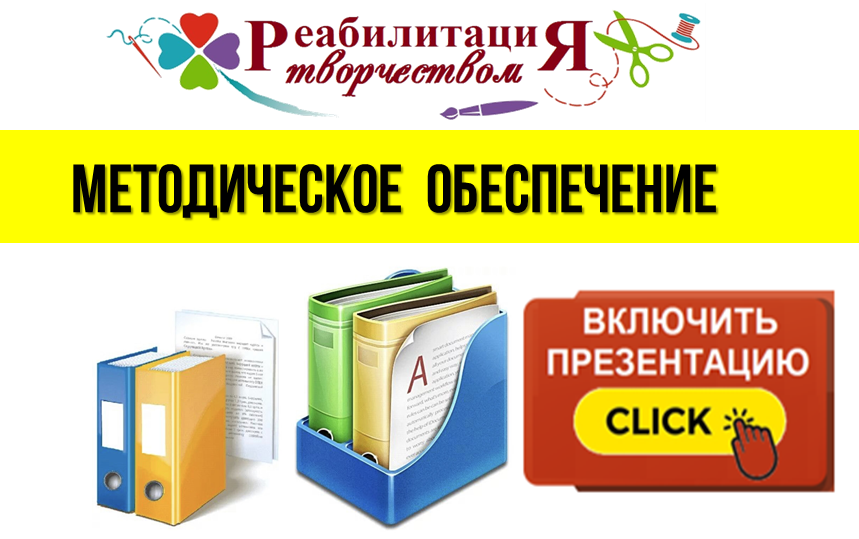 РеабилитациЯ
творчеством
МЕТОДИЧЕСКОЕ ОБЕСПЕЧЕНИЕ
A
ВКЛЮЧИТЬ
ПРЕЗЕНТАЦИЮ
CLICK